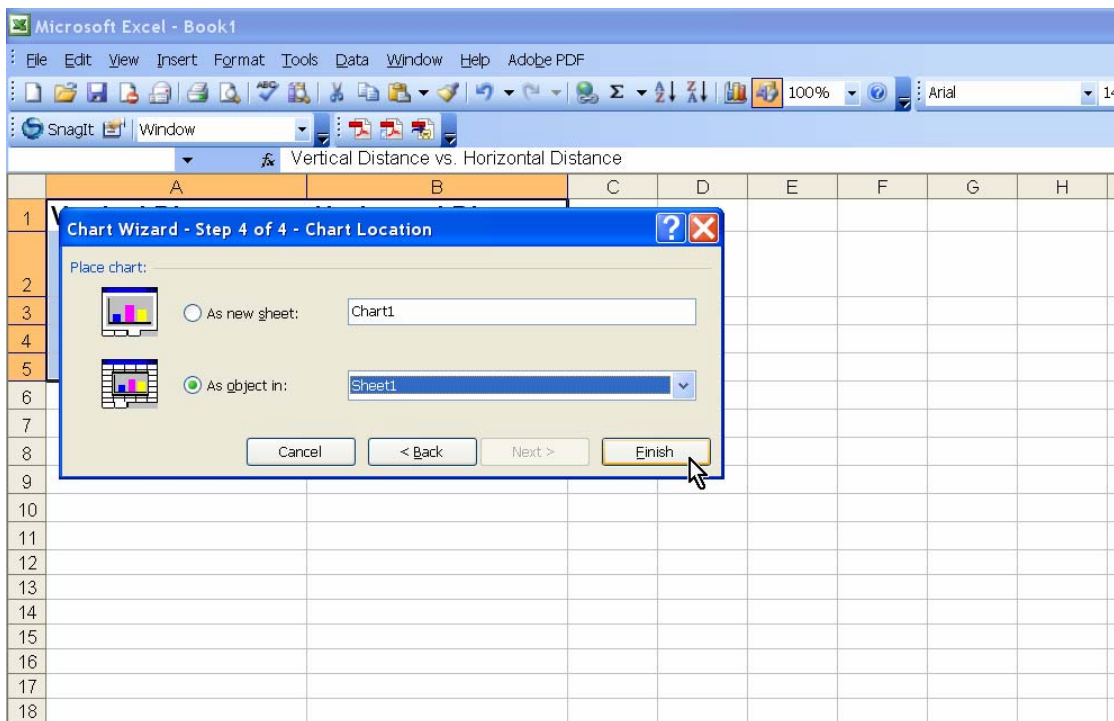 Microsoft Excel - Book1
File Edit View Insert Format Tools Data Window Help Adobe PDF
100% Arial 14
SnagIt Window
fx Vertical Distance vs. Horizontal Distance
A B C D E F G H
1
Chart Wizard - Step 4 of 4 - Chart Location
Place chart:
2
3 As new sheet: Chart1
4
5 As object in: Sheet1
6
7
8 Cancel < Back Next > Finish
9
10
11
12
13
14
15
16
17
18